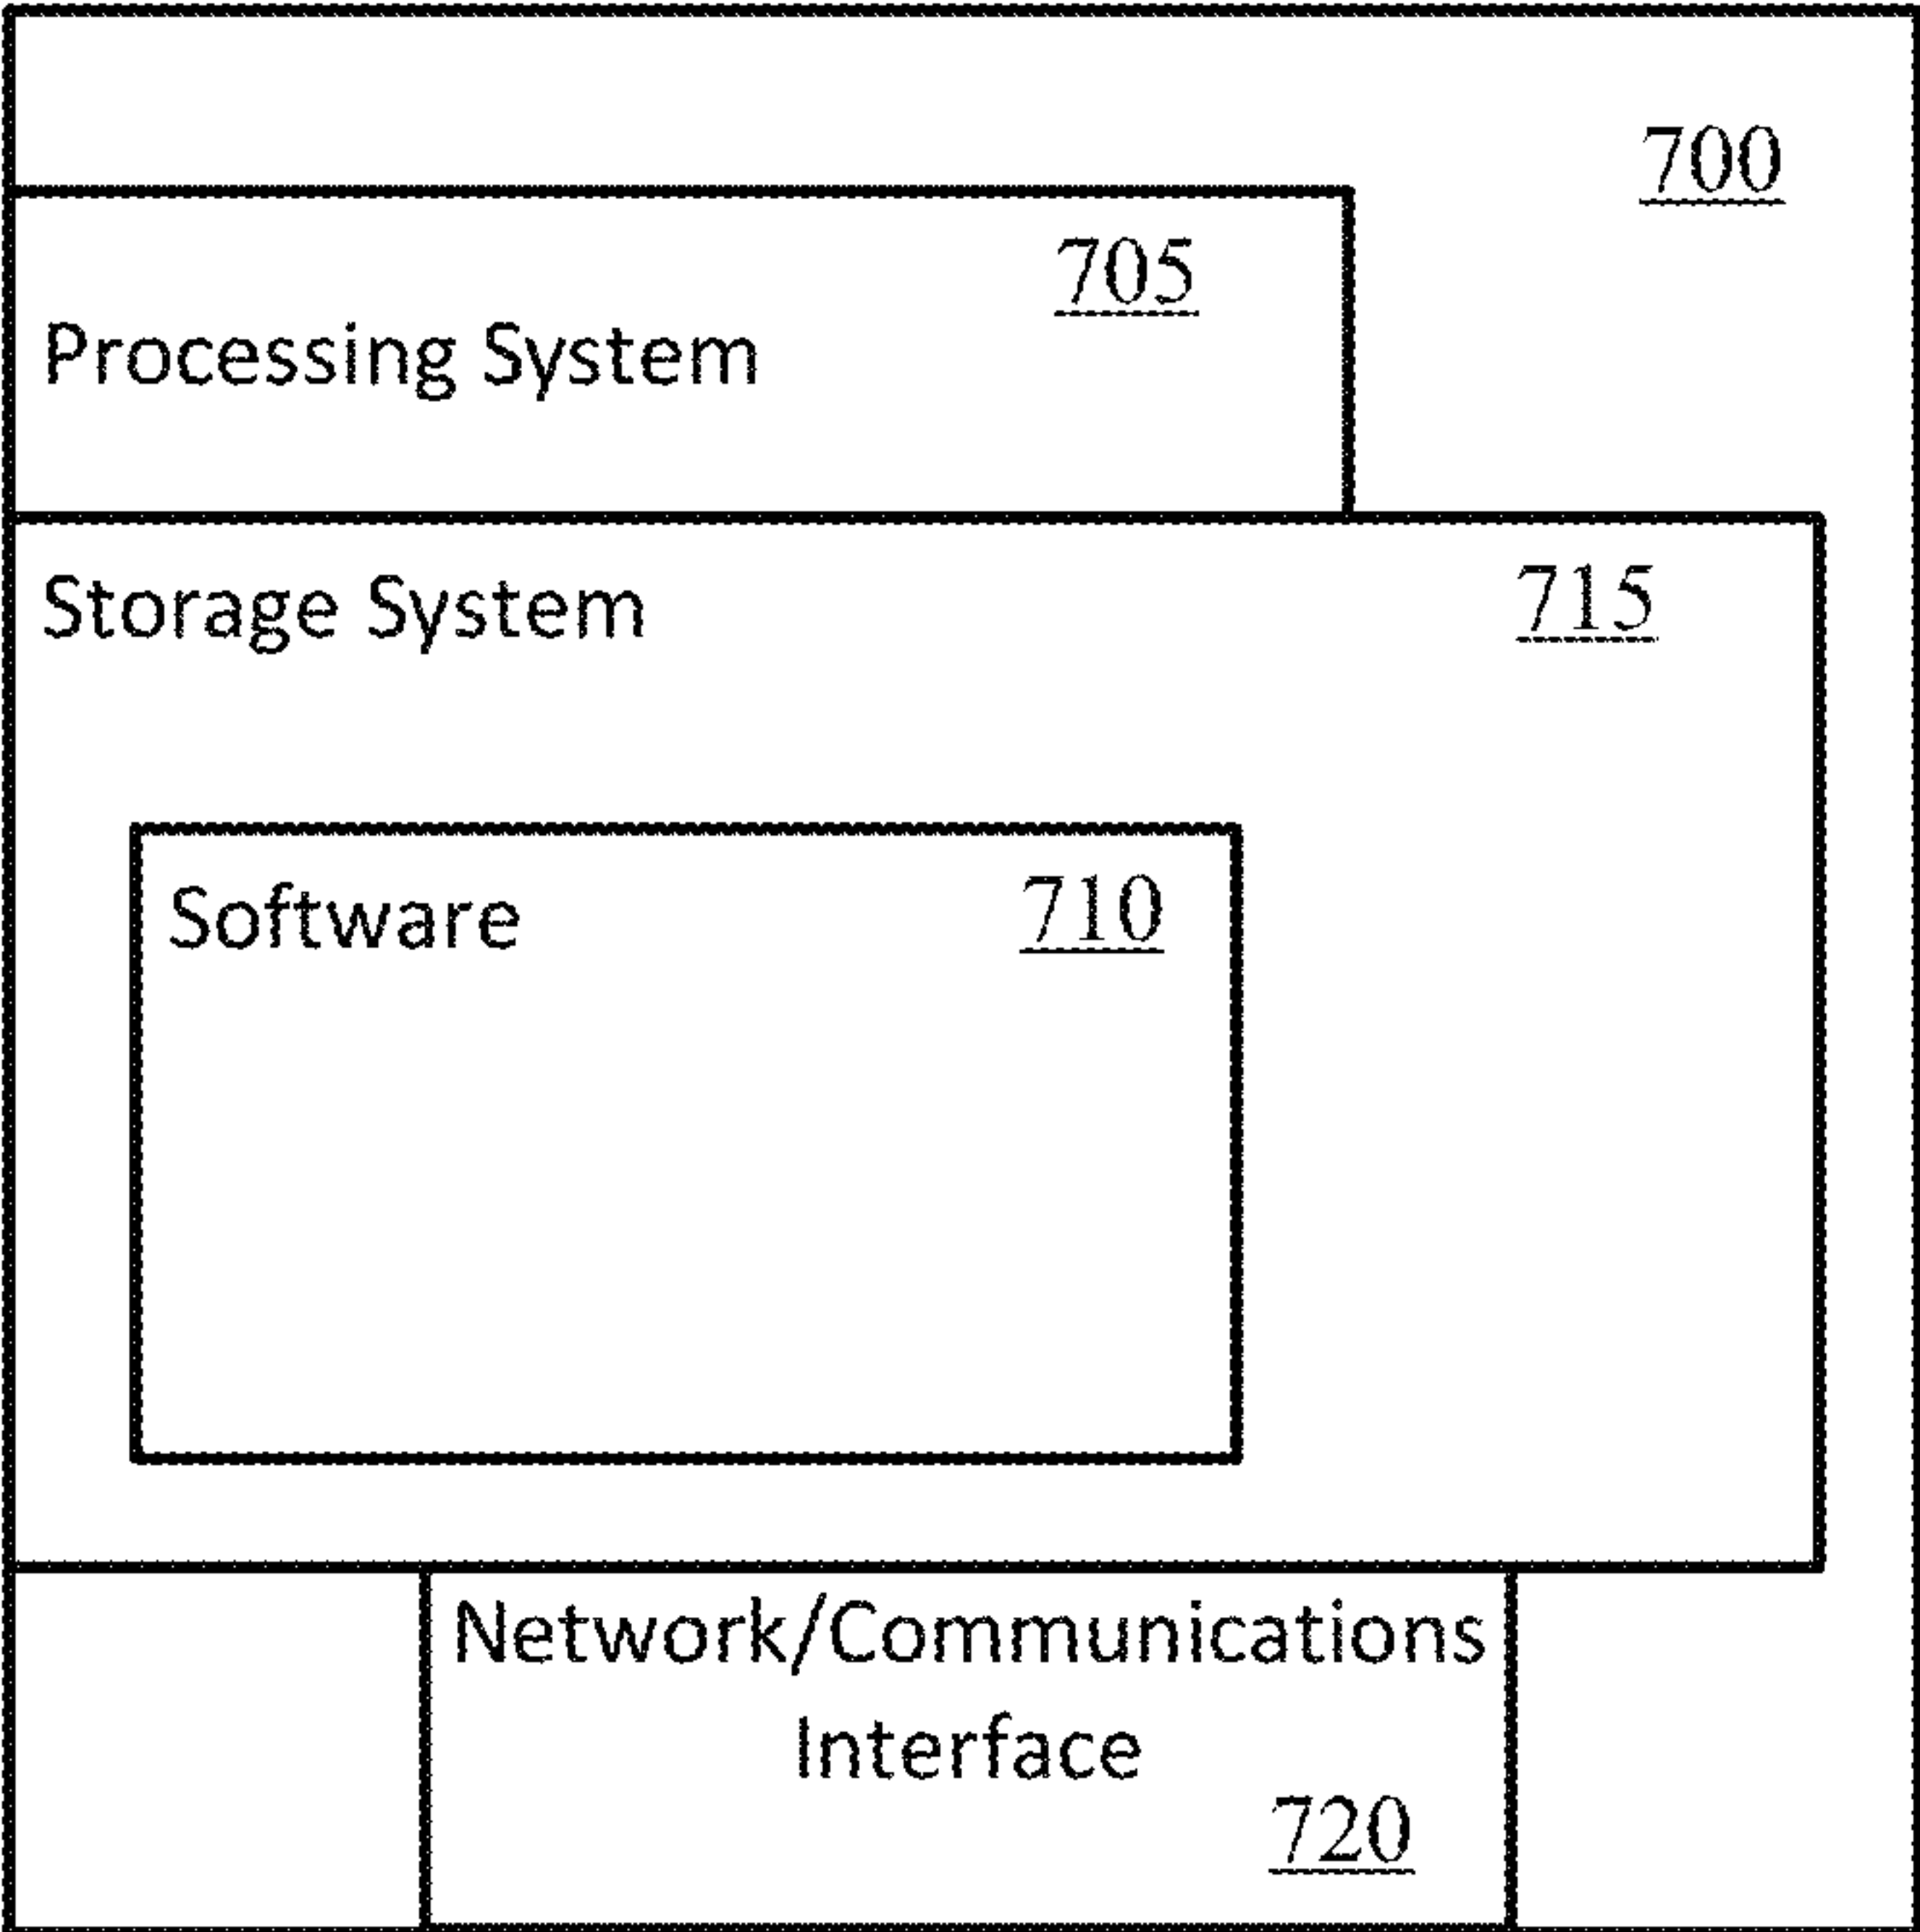 700
705
Processing System
Storage System 715
Software 710
Network/Communications
Interface
720